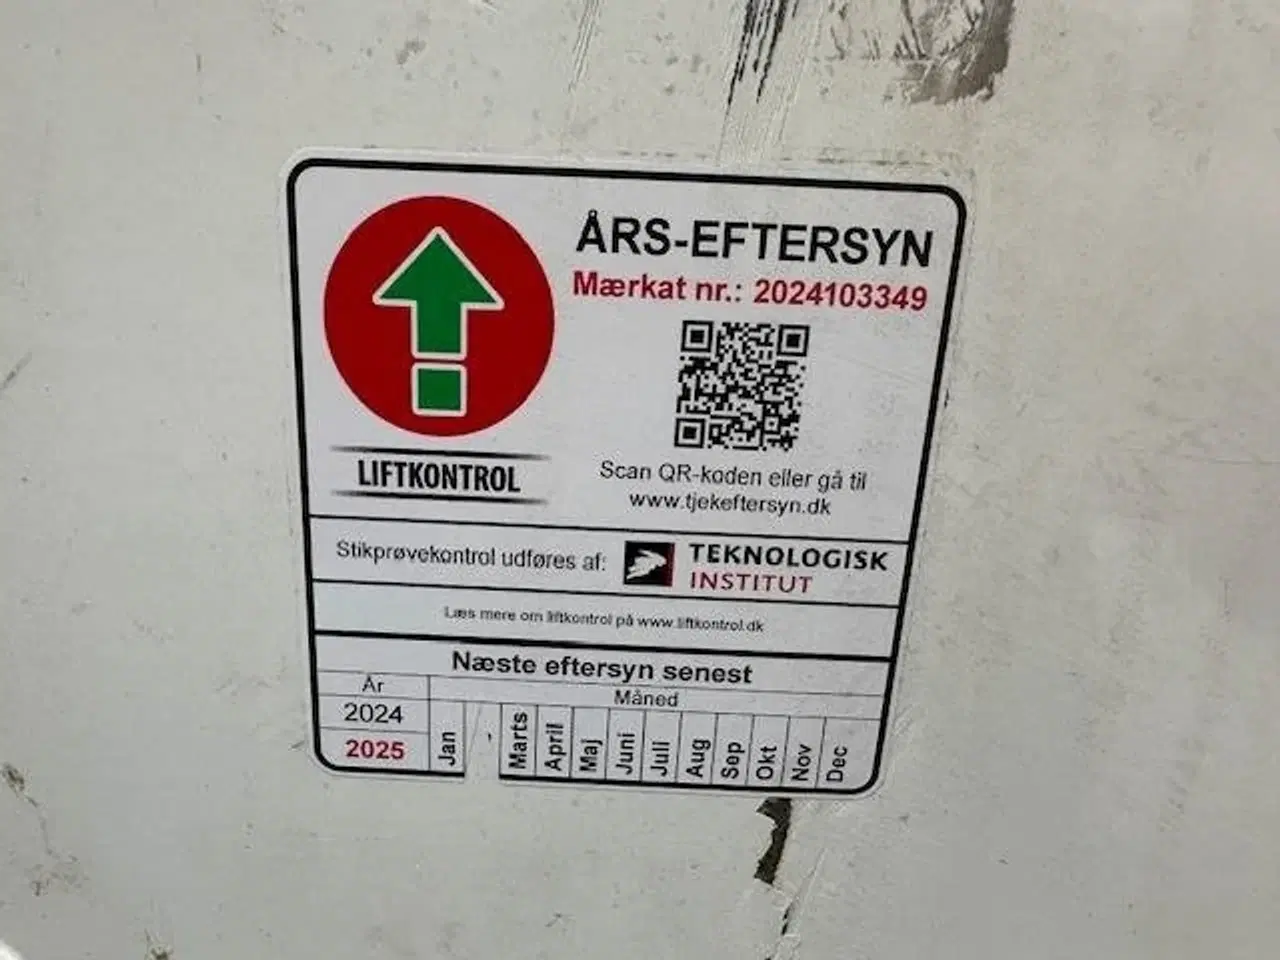 ÅRS-EFTERSYN
Mærkat nr.: 2024103349
LIFTKONTROL
Scan QR-koden eller gå til
www.tjekeftersyn.dk
Stikprøvekontrol udføres af:
TEKNOLOGISK
INSTITUT
Læs mere om liftkontrol på www.liftkontrol.dk
Næste eftersyn senest
År
Måned
2024
2025
Jan
Marts
April
Maj
Juni
Juli
Aug
Sep
Okt
Nov
Dec